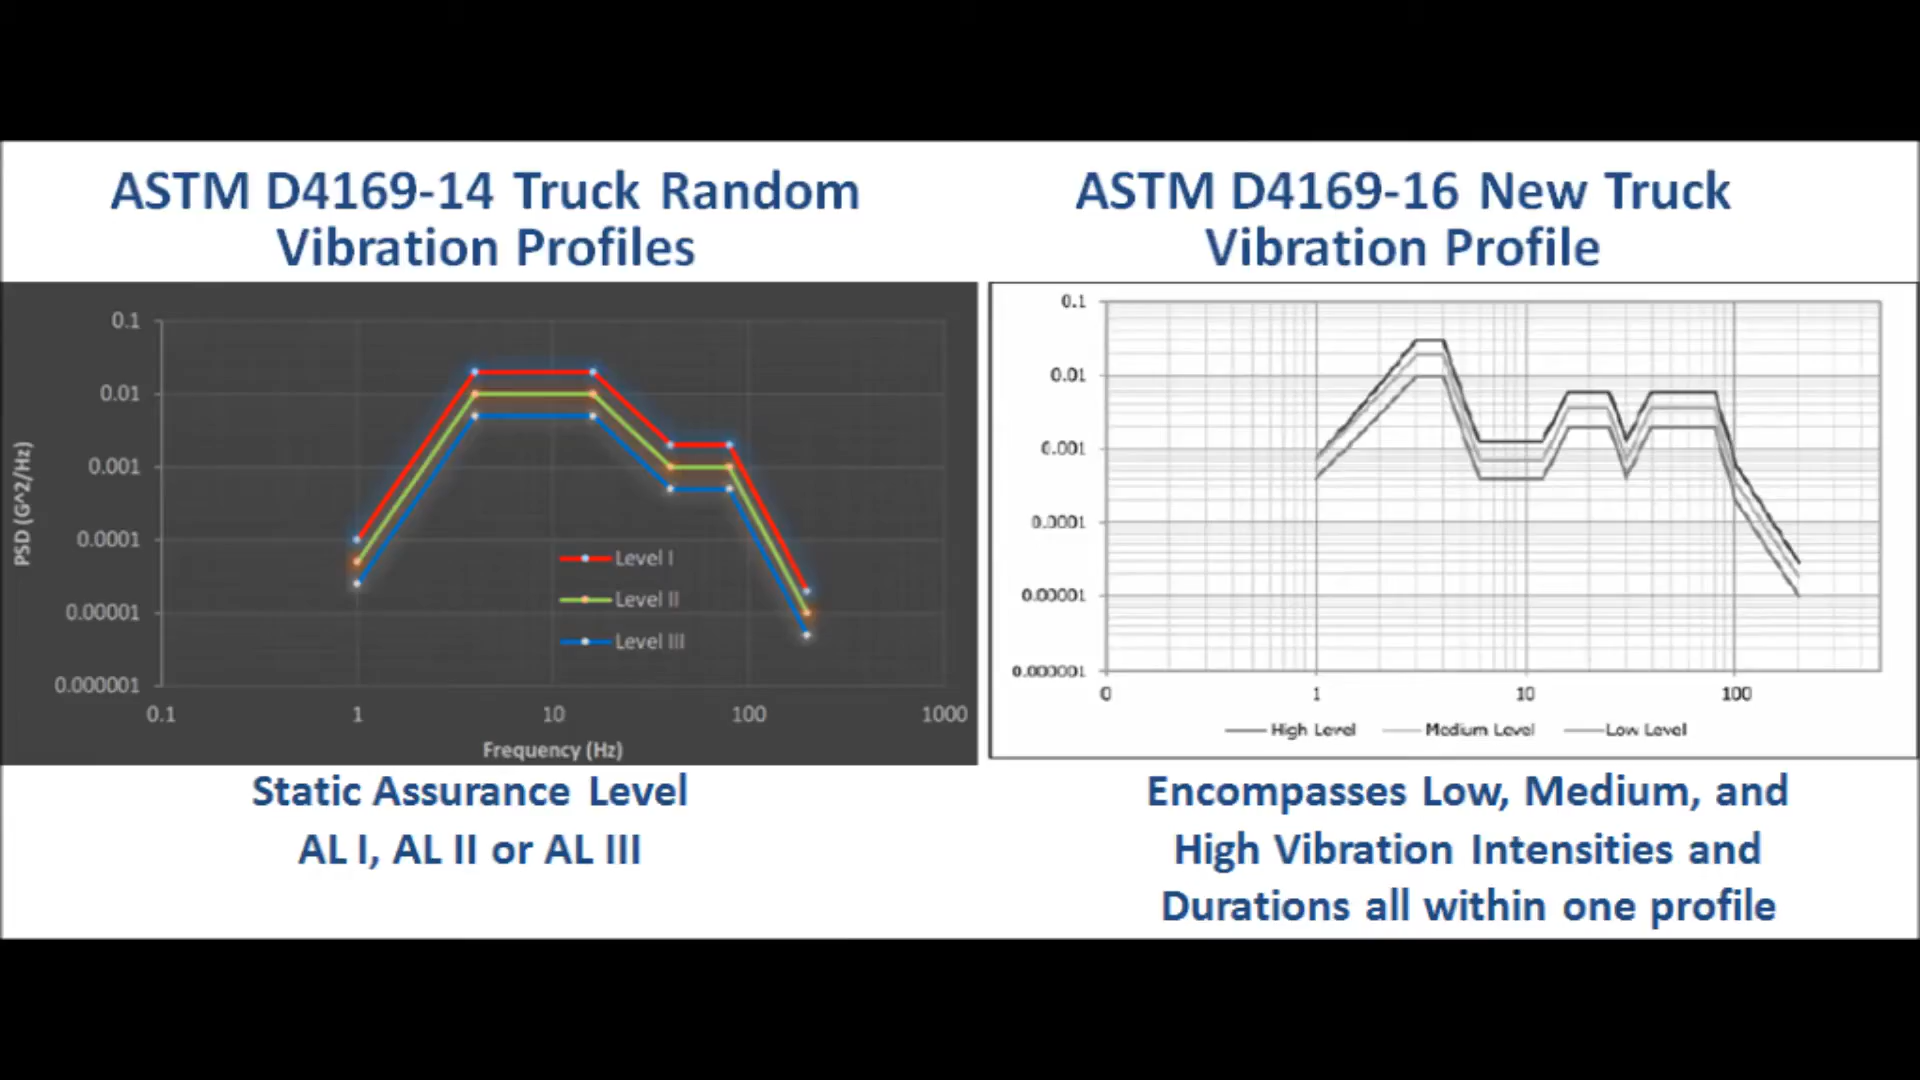 ASTM D4169-14 Truck Random
Vibration Profiles
0.1
0.01
0.001
0.0001
0.00001
0.000001
PSD (G^2/Hz)
0.1 1 10 100 1000
Frequency (Hz)
Level I
Level II
Level III
Static Assurance Level
AL I, AL II or AL III
ASTM D4169-16 New Truck
Vibration Profile
0.1
0.01
0.001
0.0001
0.00001
0.000001
0 1 10 100
High Level Medium Level Low Level
Encompasses Low, Medium, and
High Vibration Intensities and
Durations all within one profile